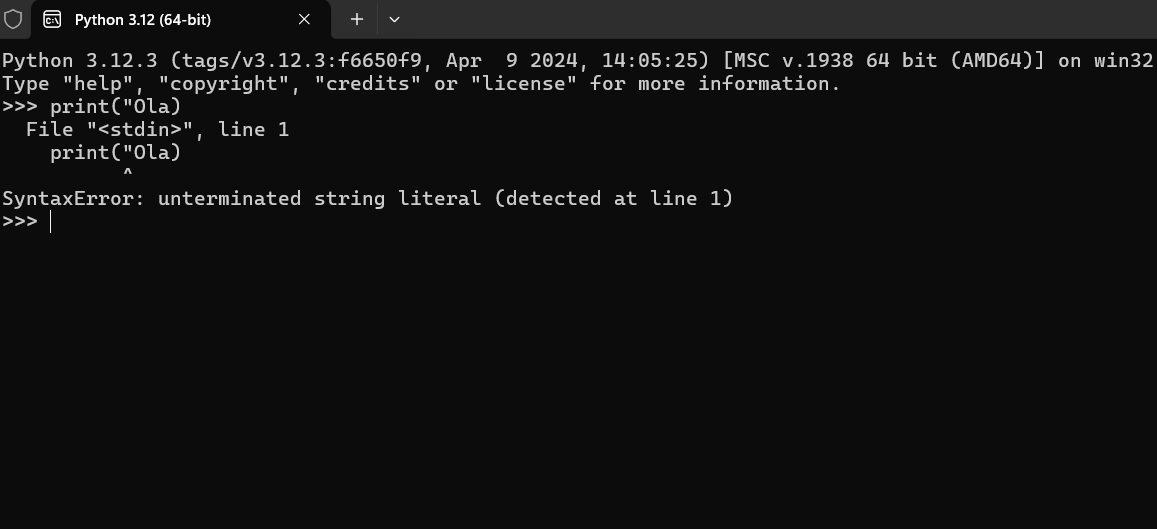 Python 3.12 (64-bit)
Python 3.12.3 (tags/v3.12.3:f6650f9, Apr  9 2024, 14:05:25) [MSC v.1938 64 bit (AMD64)] on win32
Type "help", "copyright", "credits" or "license" for more information.
>>> print("Ola)
  File "<stdin>", line 1
    print("Ola)
          ^
SyntaxError: unterminated string literal (detected at line 1)
>>>